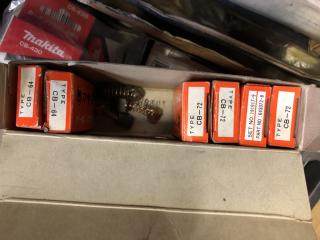 makita
CB-430
TYPE
CB-64
TYPE
CB-64
TYPE
CB-72
TYPE
CB-72
SET NO.
PART NO.
TYPE
CB-72